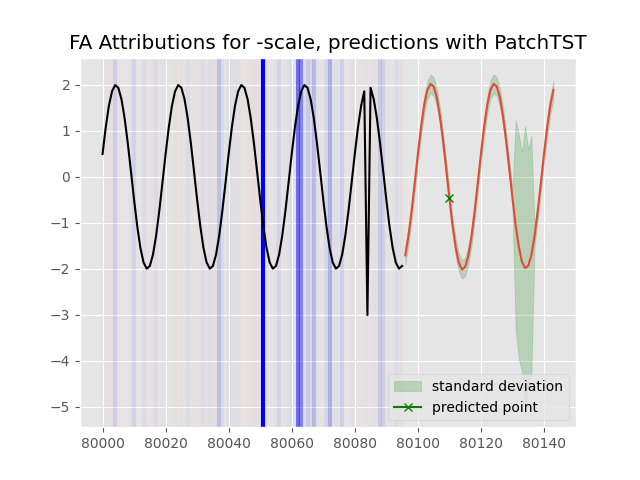 FA Attributions for -scale, predictions with PatchTST
2
1
0
−1
−2
−3
−4
−5
standard deviation
predicted point
80000 80020 80040 80060 80080 80100 80120 80140